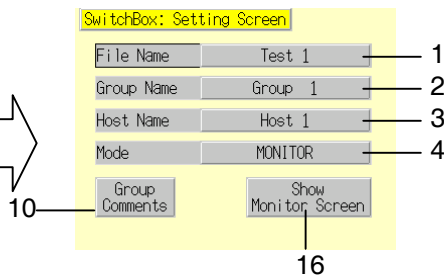 SwitchBox: Setting Screen
File Name Test 1 1
Group Name Group 1 2
Host Name Host 1 3
Mode MONITOR 4
Group Comments
Show Monitor Screen
10
16